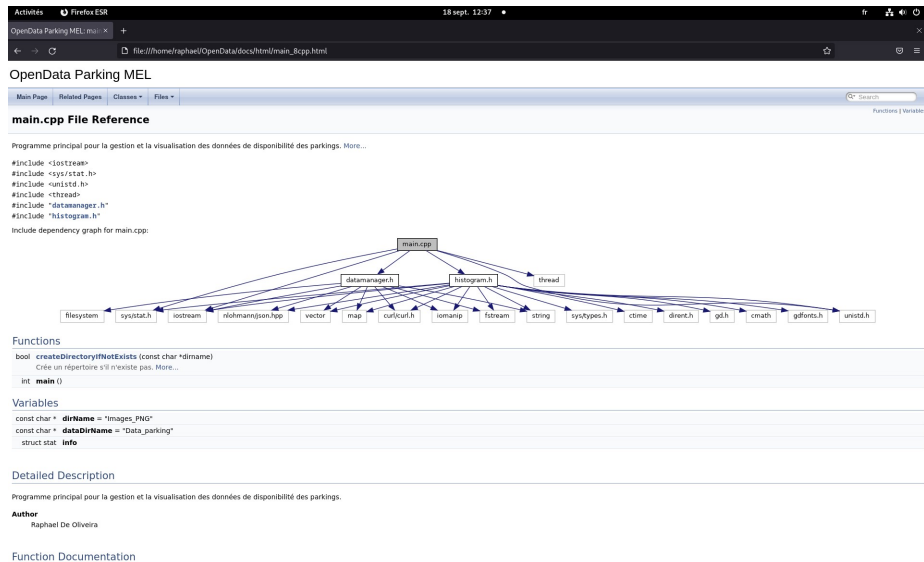 Activités Firefox ESR 18 sept. 12:37 fr
OpenData Parking MEL: mai × +
file:///home/raphael/OpenData/docs/html/main_8cpp.html
OpenData Parking MEL
Main Page Related Pages Classes Files Search
Functions | Variable
main.cpp File Reference
Programme principal pour la gestion et la visualisation des données de disponibilité des parkings. More...
#include <iostream>
#include <sys/stat.h>
#include <unistd.h>
#include <thread>
#include "datamanager.h"
#include "histogram.h"
Include dependency graph for main.cpp:
main.cpp
datamanager.h histogram.h thread
filesystem sys/stat.h iostream nlohmann/json.hpp vector map curl/curl.h iomanip fstream string sys/types.h ctime dirent.h gd.h cmath gdfonts.h unistd.h
Functions
bool createDirectoryIfNotExists (const char *dirname)
Crée un répertoire s'il n'existe pas. More...
int main ()
Variables
const char * dirName = "Images_PNG"
const char * dataDirName = "Data_parking"
struct stat info
Detailed Description
Programme principal pour la gestion et la visualisation des données de disponibilité des parkings.
Author
Raphael De Oliveira
Function Documentation